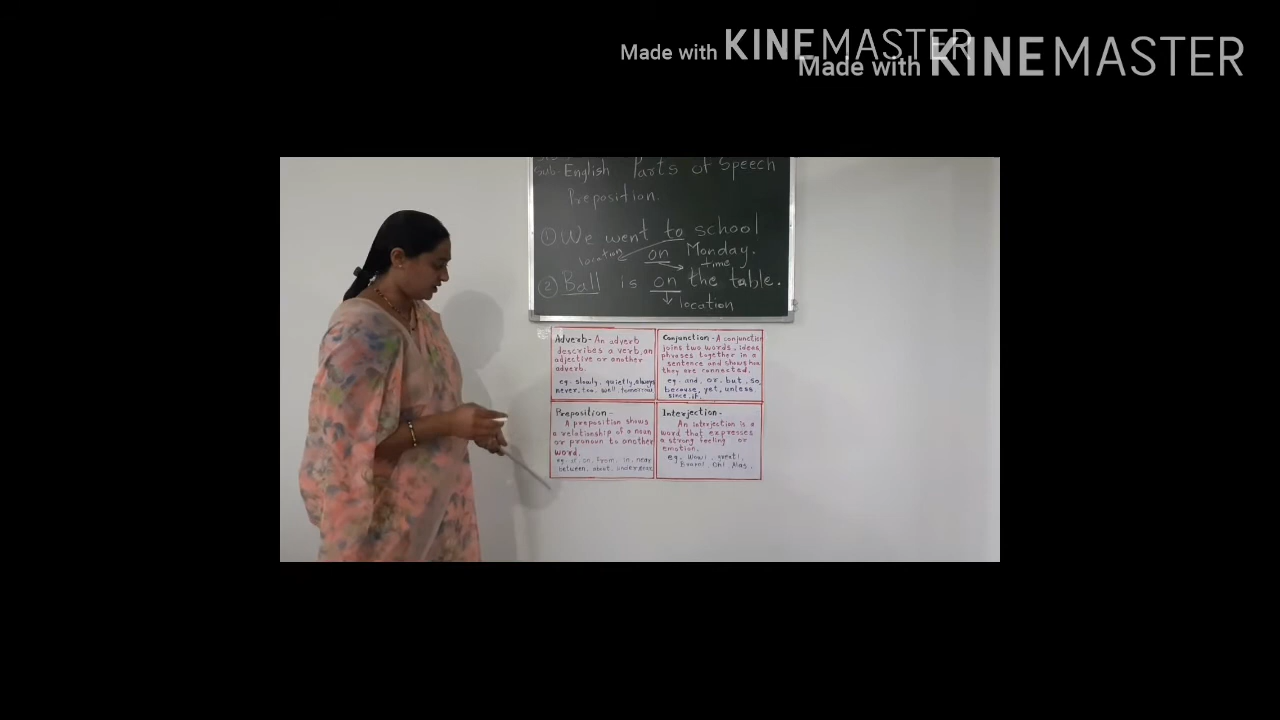 Made with KINEMASTER
Made with KINEMASTER
Sub- English Parts of Speech
Preposition.
① We went to school
location on Monday.
time
② Ball is on the table.
location
Adverb- An adverb
describes a verb, an
adjective or another
adverb.
eg. slowly, quietly, always
never, too, well, tomorrow
Conjunction - A conjunction
joins two words, ideas,
phrases together in a
sentence and shows how
they are connected.
eg. and, or, but, so,
because, yet, unless
since, if.
Preposition -
A preposition shows
a relationship of a noun
or pronoun to another
word.
eg. at, on, from, in, near
between, about, under
Interjection -
An intrejection is a
word that expresses
a strong feeling or
emotion.
eg. Wow!, great!,
Bravo! Oh!